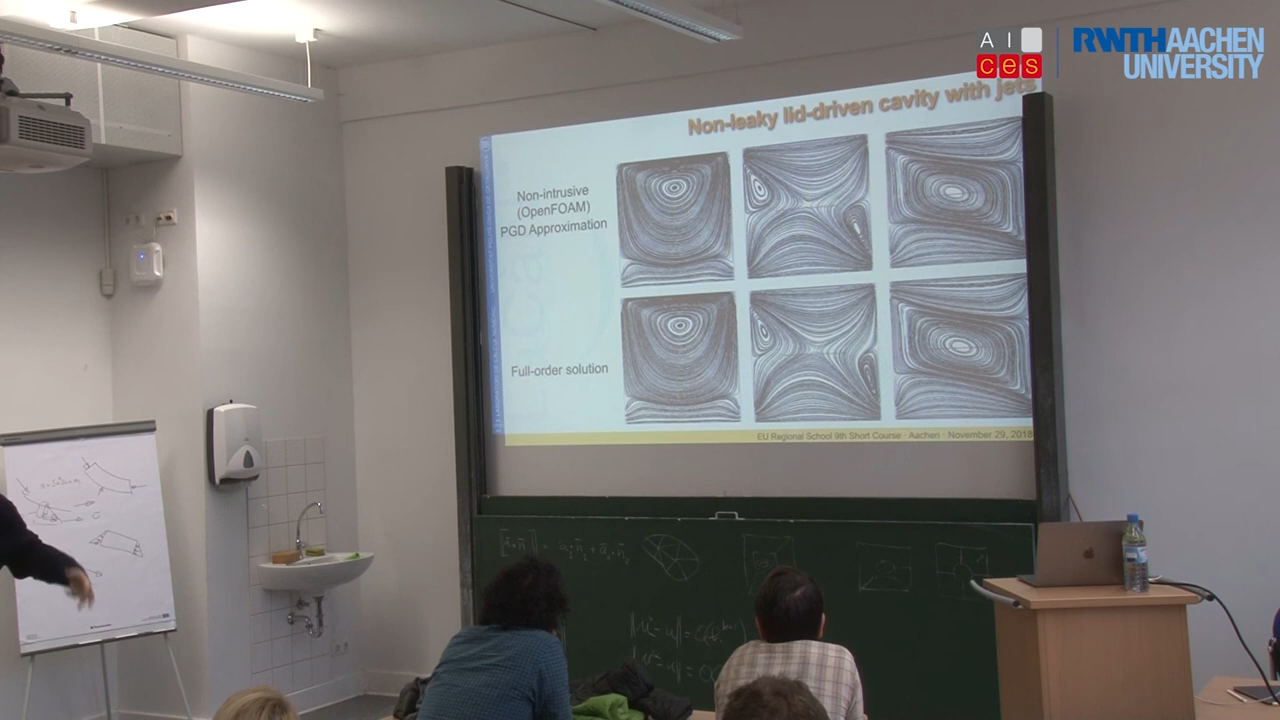 AI
ces
RWTH AACHEN
UNIVERSITY
Non-leaky lid-driven cavity with jets
Non-intrusive
(OpenFOAM)
PGD Approximation
Full-order solution
EU Regional School 9th Short Course · Aachen · November 29, 2018